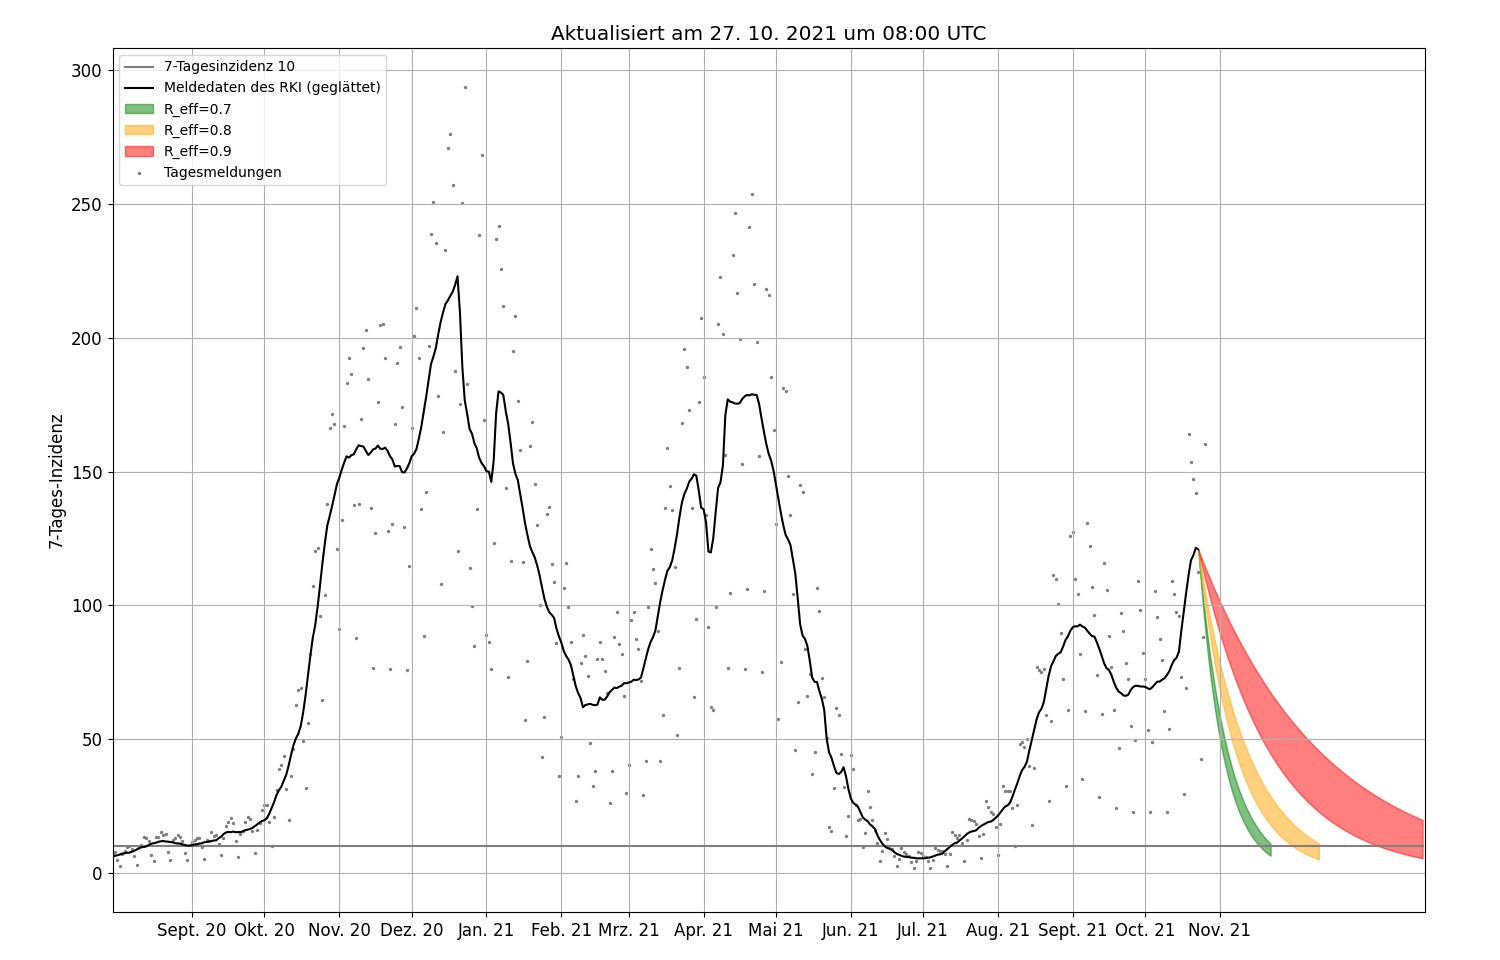 Aktualisiert am 27. 10. 2021 um 08:00 UTC
7-Tagesinzidenz 10
Meldedaten des RKI (geglättet)
R_eff=0.7
R_eff=0.8
R_eff=0.9
Tagesmeldungen
7-Tages-Inzidenz
300
250
200
150
100
50
0
Sept. 20 Okt. 20 Nov. 20 Dez. 20 Jan. 21 Feb. 21 Mrz. 21 Apr. 21 Mai 21 Jun. 21 Jul. 21 Aug. 21 Sept. 21 Oct. 21 Nov. 21